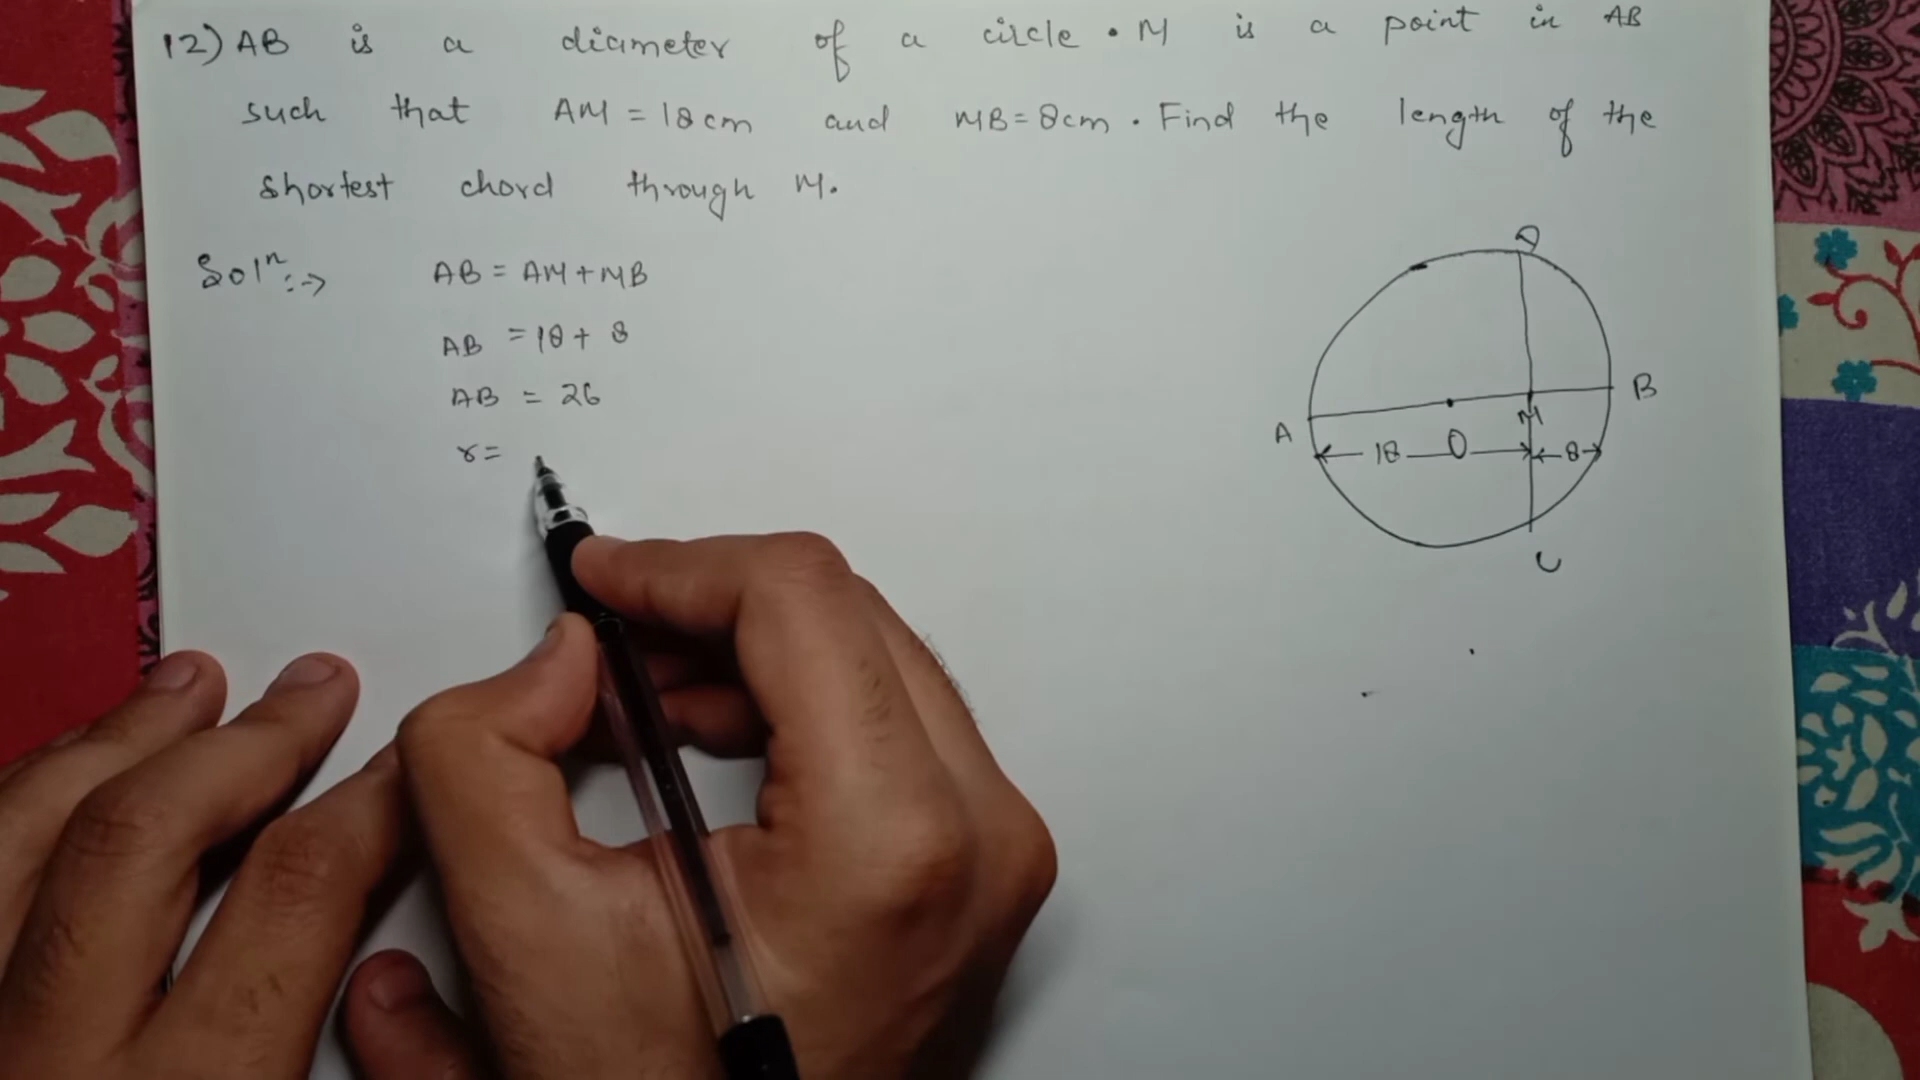 12) AB is a diameter of a circle. M is a point in AB
such that AM = 18 cm and MB = 8cm. Find the length of the
shortest chord through M.
Solⁿ :->
AB = AM + MB
AB = 18 + 8
AB = 26
r =
D
B
M
A
18
O
8
C